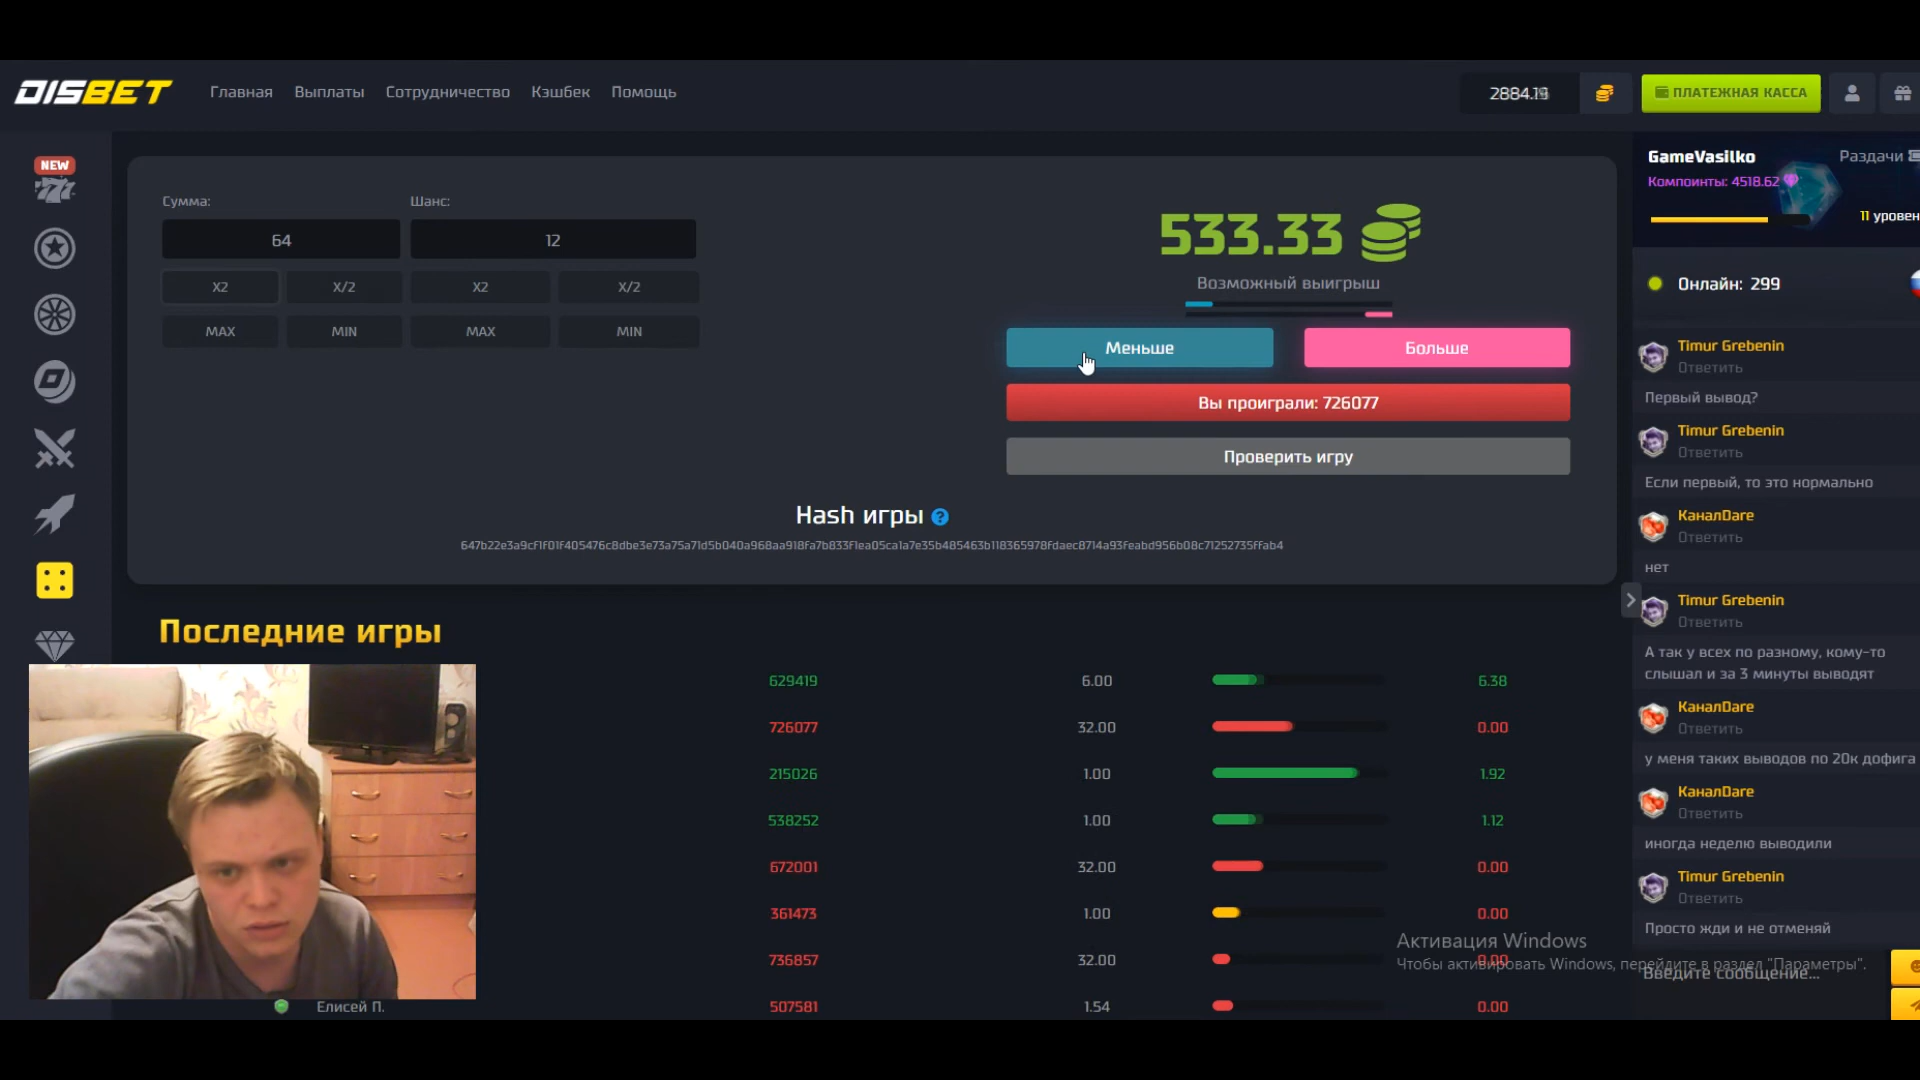 DISBET
Главная Выплаты Сотрудничество Кэшбек Помощь
ПЛАТЕЖНАЯ КАССА
NEW
777
Сумма: Шанс:
64 12
X2 X/2 X2 X/2
MAX MIN MAX MIN
533.33
Возможный выигрыш
Меньше Больше
Вы проиграли: 726077
Проверить игру
Hash игры ?
Последние игры
629419 6.00 6.38
726077 32.00 0.00
215026 1.00 1.92
538252 1.00 1.12
672001 32.00 0.00
361473 1.00 0.00
736857 32.00 0.00
Елисей П. 507581 1.54 0.00
GameVasilko Раздачи
Компоинты: 4518.62
11 уровен
Онлайн: 299
Timur Grebenin
Ответить
Первый вывод?
Timur Grebenin
Ответить
Если первый, то это нормально
КаналDare
Ответить
нет
Timur Grebenin
Ответить
А так у всех по разному, кому-то
слышал и за 3 минуты выводят
КаналDare
Ответить
у меня таких выводов по 20к дофига
КаналDare
Ответить
иногда неделю выводили
Timur Grebenin
Ответить
Просто жди и не отменяй
Введите сообщение...
Активация Windows
Чтобы активировать Windows, перейдите в раздел "Параметры".